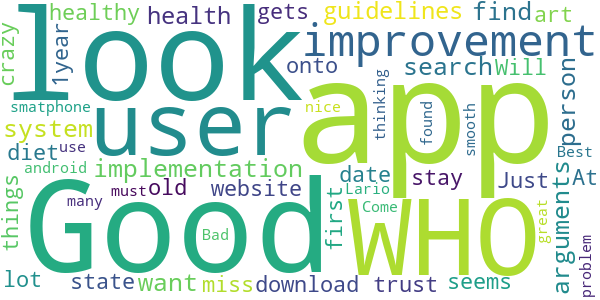 healthy
health
gets
guidelines
find
art
crazy
look
1year
improvement
onto
search
Will
smatphone
user
app
thinking
nice
found
smooth
person
system
diet
use
Best
android
implementation
date
stay
Just
At
must
old
website
Lario
many
things
Good
Bad
first
Come
WHO
arguments
great
problem
lot
state
want
miss
download
trust
seems